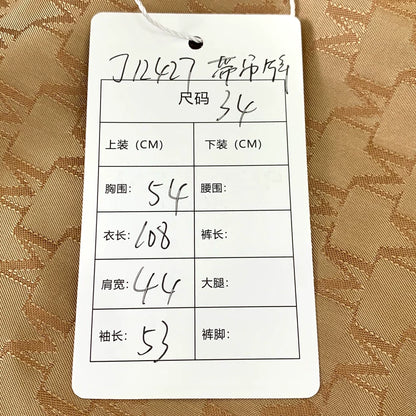 J12427 带吊牌
尺码 34
上装（CM） 下装（CM）
胸围: 54 腰围:
衣长: 108 裤长:
肩宽: 44 大腿:
袖长: 53 裤脚: